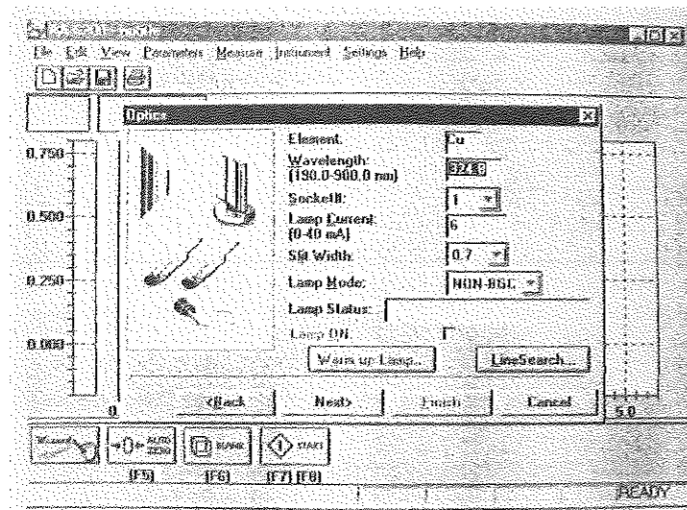 File Edit View Parameters Measure Instrument Settings Help
Optics
Element: Cu
Wavelength:
(190.0-900.0 nm)
Socket#: 1
Lamp Current: 6
(0-40 mA)
Slit Width: 0.7
Lamp Mode: NON-BGC
Lamp Status:
Lamp ON
Warm up Lamp... LineSearch...
<Back Next> Finish Cancel
0.750
0.500
0.250
0.000
0. 5.0
AUTO ZERO BLANK START
(F5) (F6) (F7) (F8)
READY